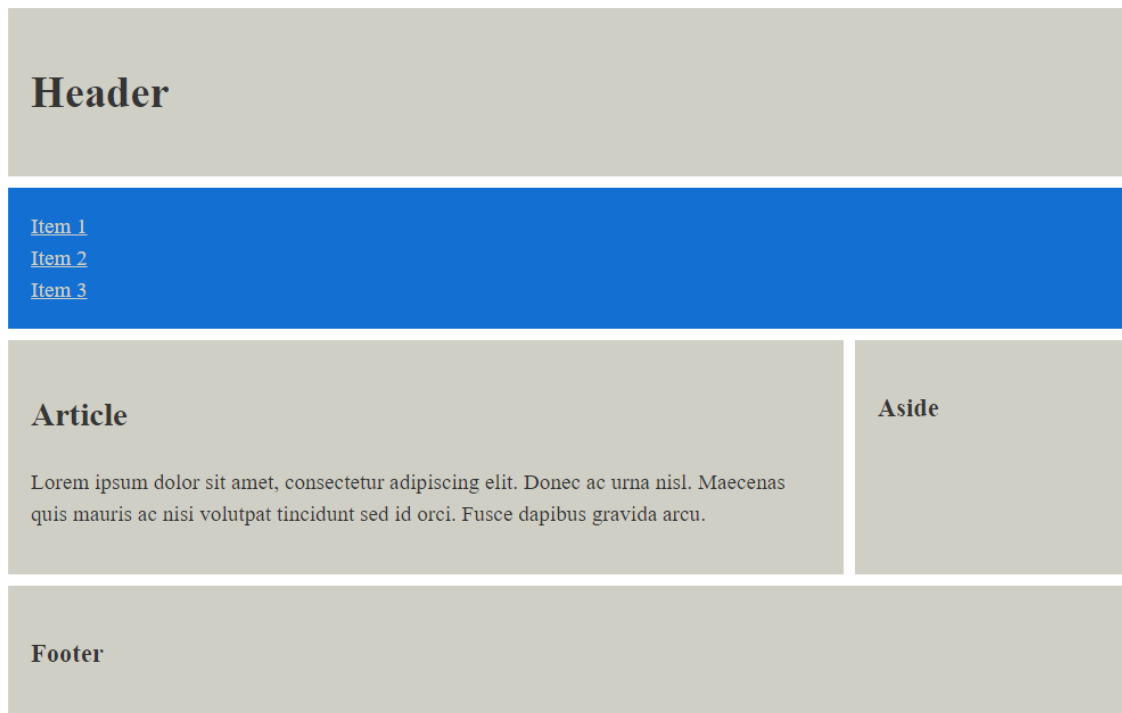 Header
Item 1
Item 2
Item 3
Article
Lorem ipsum dolor sit amet, consectetur adipiscing elit. Donec ac urna nisl. Maecenas
quis mauris ac nisi volutpat tincidunt sed id orci. Fusce dapibus gravida arcu.
Aside
Footer